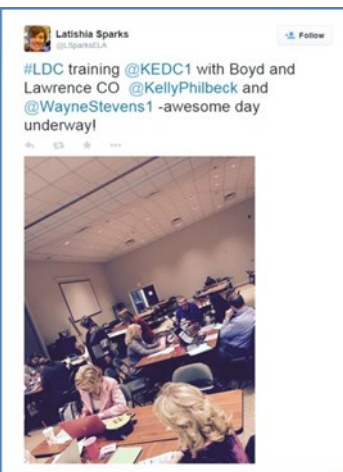 Latishia Sparks
@LSparksELA
Follow
#LDC training @KEDC1 with Boyd and
Lawrence CO @KellyPhilbeck and
@WayneStevens1 -awesome day
underway!